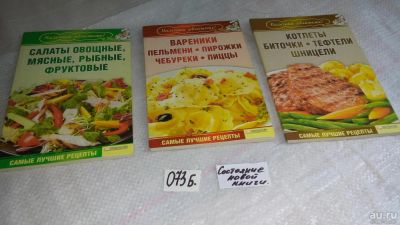 САЛАТЫ ОВОЩНЫЕ,
МЯСНЫЕ, РЫБНЫЕ,
ФРУКТОВЫЕ
САМЫЕ ЛУЧШИЕ РЕЦЕПТЫ
ВАРЕНИКИ
ПЕЛЬМЕНИ • ПИРОЖКИ
ЧЕБУРЕКИ • ПИЦЦЫ
САМЫЕ ЛУЧШИЕ РЕЦЕПТЫ
КОТЛЕТЫ
БИТОЧКИ • ТЕФТЕЛИ
ШНИЦЕЛИ
САМЫЕ ЛУЧШИЕ РЕЦЕПТЫ
073Б.
Состояние
новой
книги.
au.ru